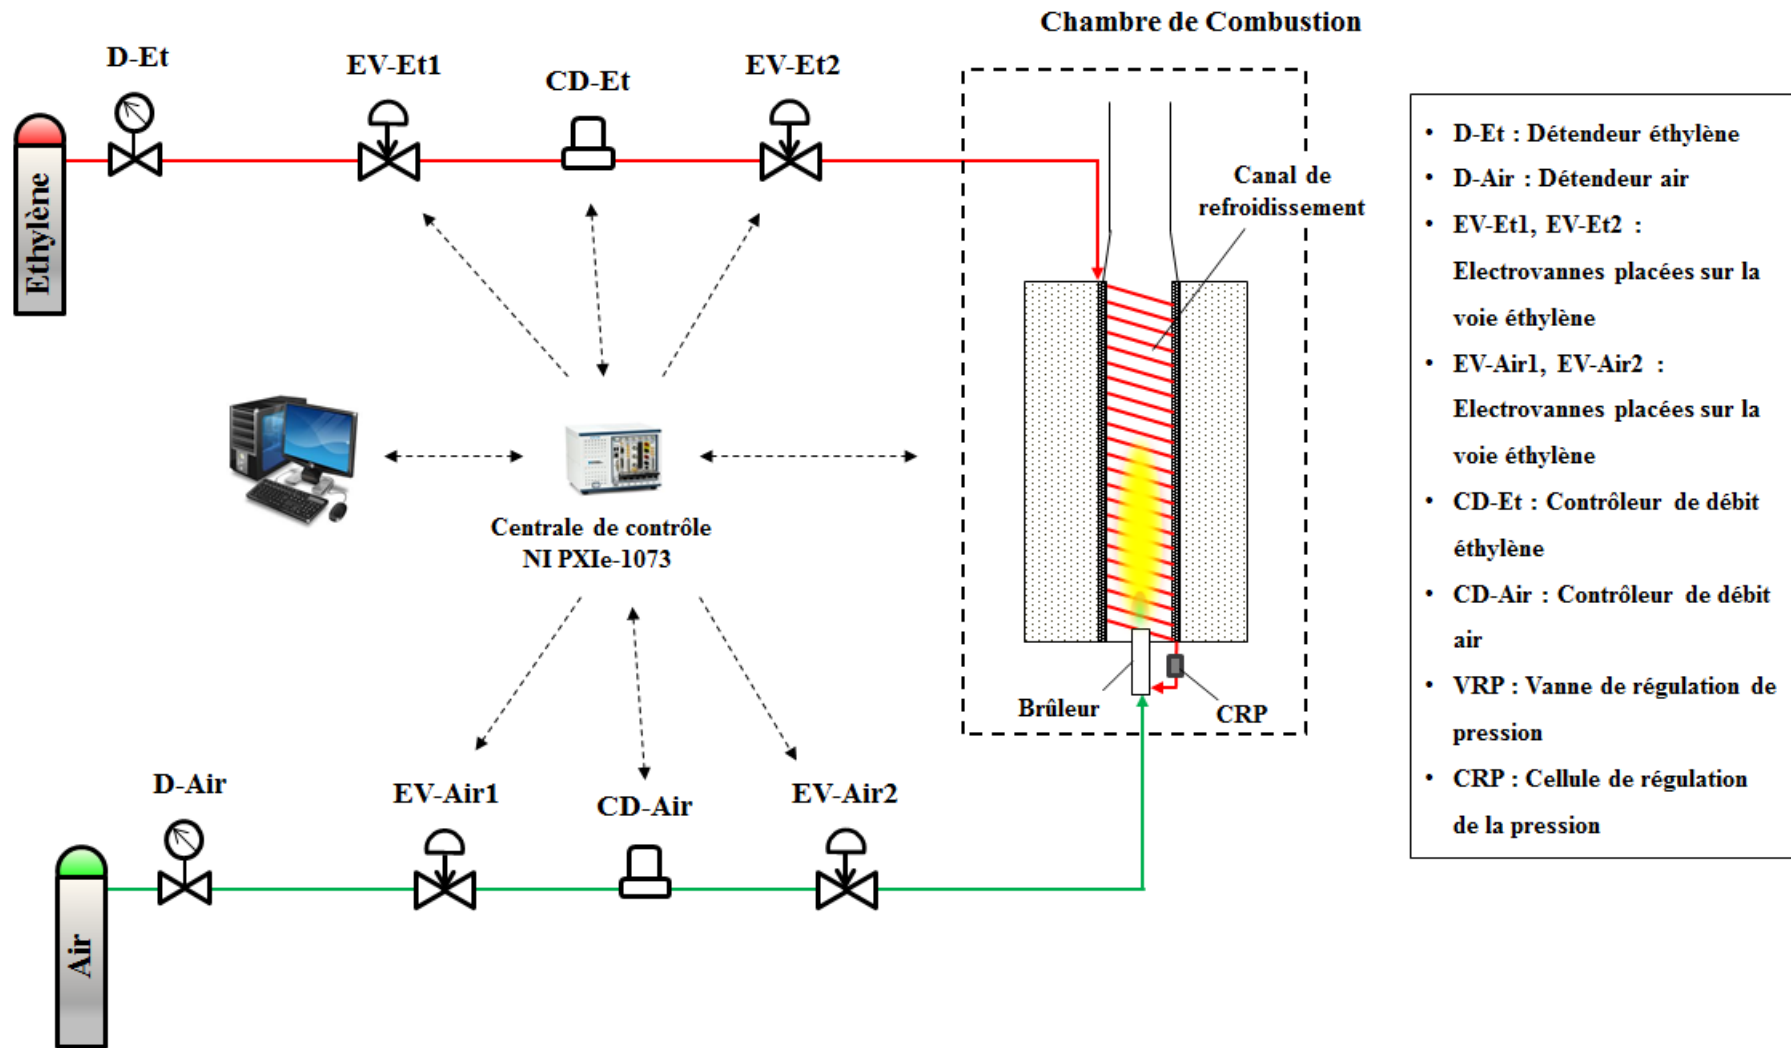 Chambre de Combustion
D-Et
EV-Et1
CD-Et
EV-Et2
Ethylène
Canal de
refroidissement
Centrale de contrôle
NI PXIe-1073
Brûleur
CRP
D-Air
EV-Air1
CD-Air
EV-Air2
Air
• D-Et : Détendeur éthylène
• D-Air : Détendeur air
• EV-Et1, EV-Et2 :
Electrovannes placées sur la
voie éthylène
• EV-Air1, EV-Air2 :
Electrovannes placées sur la
voie éthylène
• CD-Et : Contrôleur de débit
éthylène
• CD-Air : Contrôleur de débit
air
• VRP : Vanne de régulation de
pression
• CRP : Cellule de régulation
de la pression